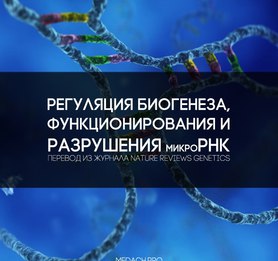 РЕГУЛЯЦИЯ БИОГЕНЕЗА,
ФУНКЦИОНИРОВАНИЯ И
РАЗРУШЕНИЯ микроРНК
ПЕРЕВОД ИЗ ЖУРНАЛА NATURE REVIEWS GENETICS
MEDACH.PRO